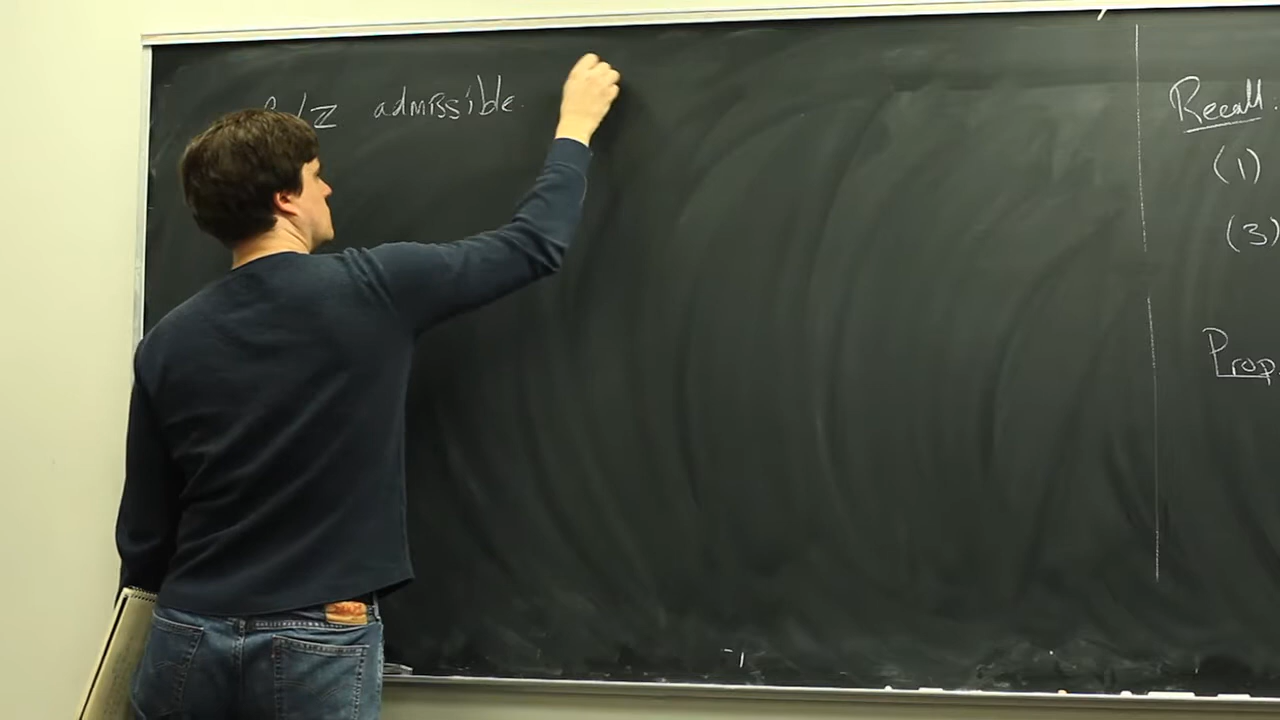 /ℤ admissible.
Recall.
(1)
(3)
Prop.